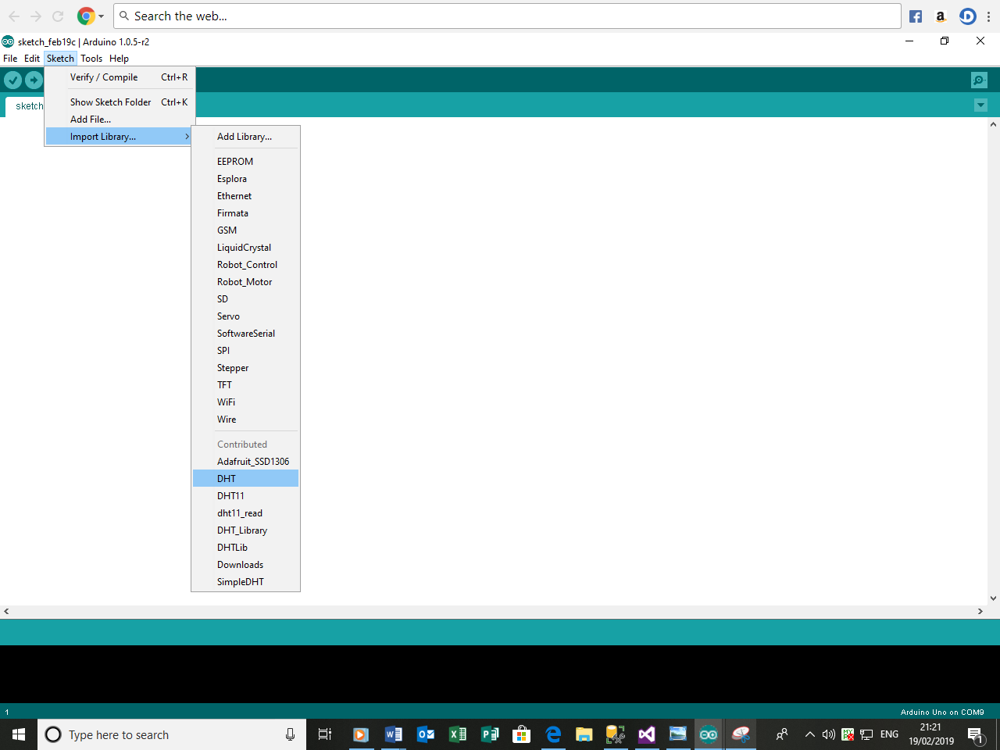 Search the web...
sketch_feb19c | Arduino 1.0.5-r2
File Edit Sketch Tools Help
Verify / Compile Ctrl+R
Show Sketch Folder Ctrl+K
sketch
Add File...
Import Library...
Add Library...
EEPROM
Esplora
Ethernet
Firmata
GSM
LiquidCrystal
Robot_Control
Robot_Motor
SD
Servo
SoftwareSerial
SPI
Stepper
TFT
WiFi
Wire
Contributed
Adafruit_SSD1306
DHT
DHT11
dht11_read
DHT_Library
DHTLib
Downloads
SimpleDHT
1
Arduino Uno on COM9
Type here to search
ENG
21:21
19/02/2019
1